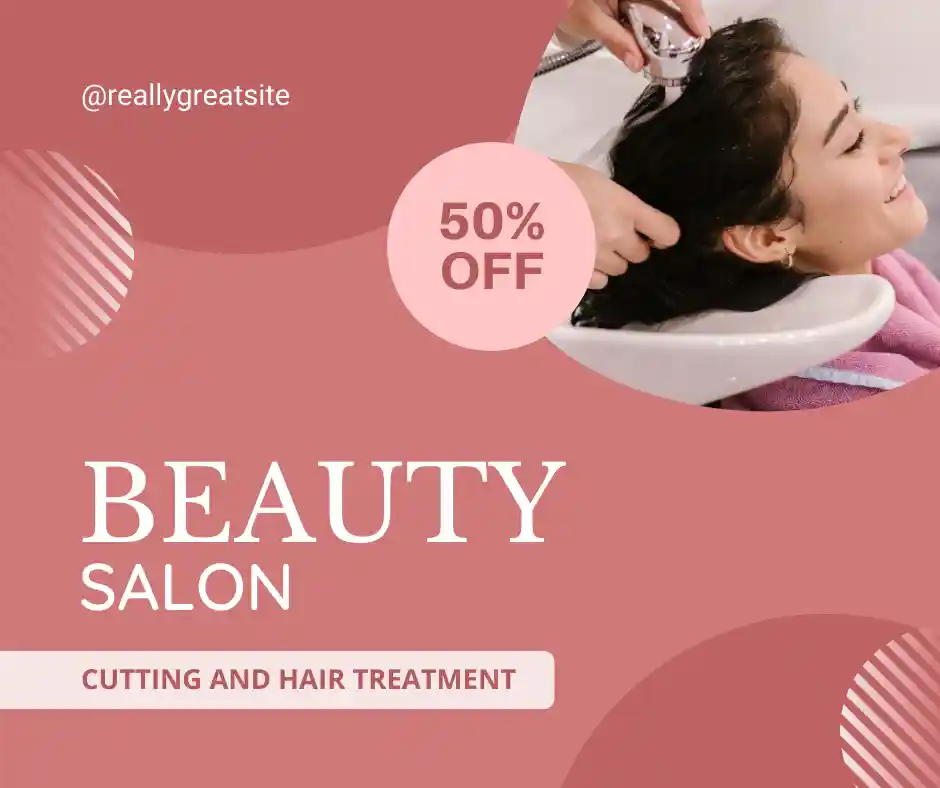 @reallygreatsite
50%
OFF
BEAUTY
SALON
CUTTING AND HAIR TREATMENT